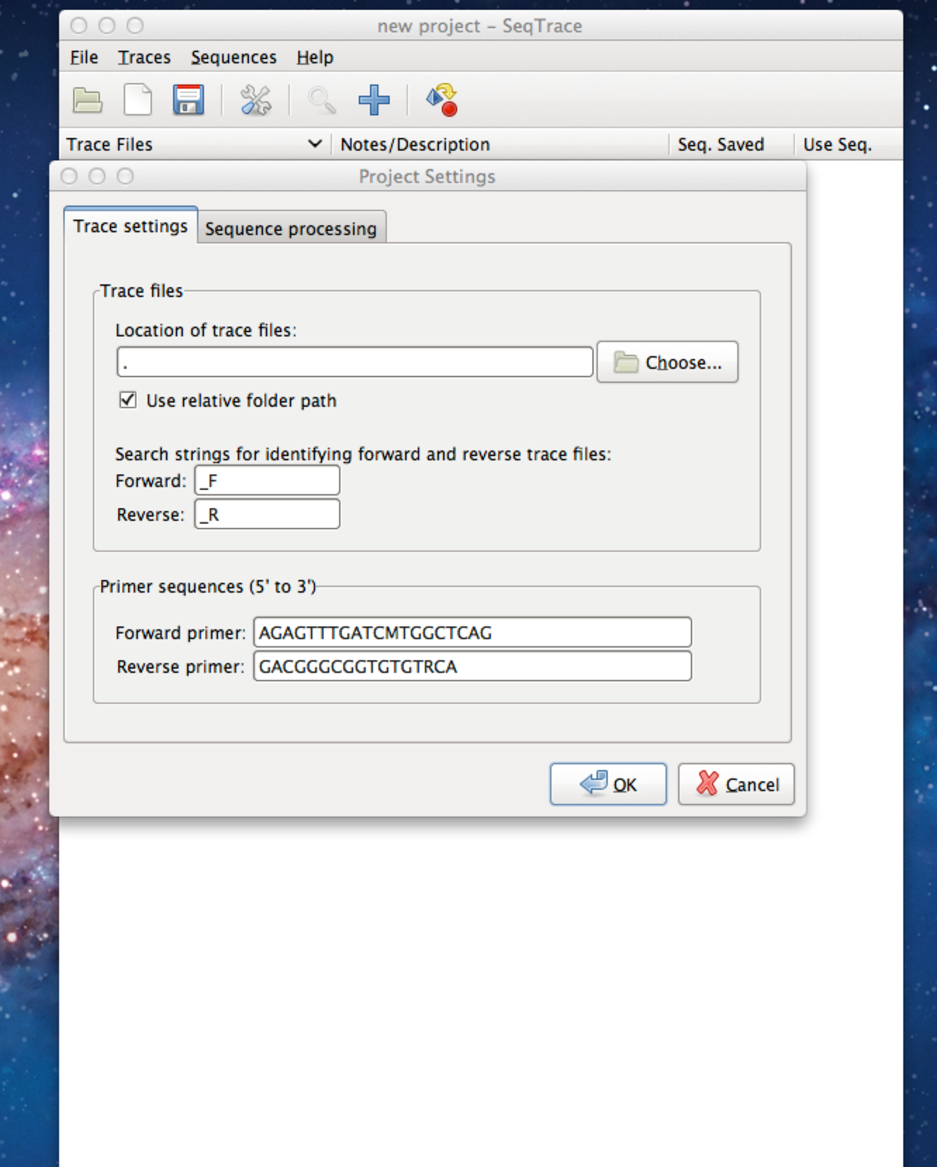 new project – SeqTrace
File Traces Sequences Help
Trace Files Notes/Description Seq. Saved Use Seq.
Project Settings
Trace settings Sequence processing
Trace files
Location of trace files:
. Choose...
Use relative folder path
Search strings for identifying forward and reverse trace files:
Forward: _F
Reverse: _R
Primer sequences (5' to 3')
Forward primer: AGAGTTTGATCMTGGCTCAG
Reverse primer: GACGGGCGGTGTGTRCA
OK Cancel